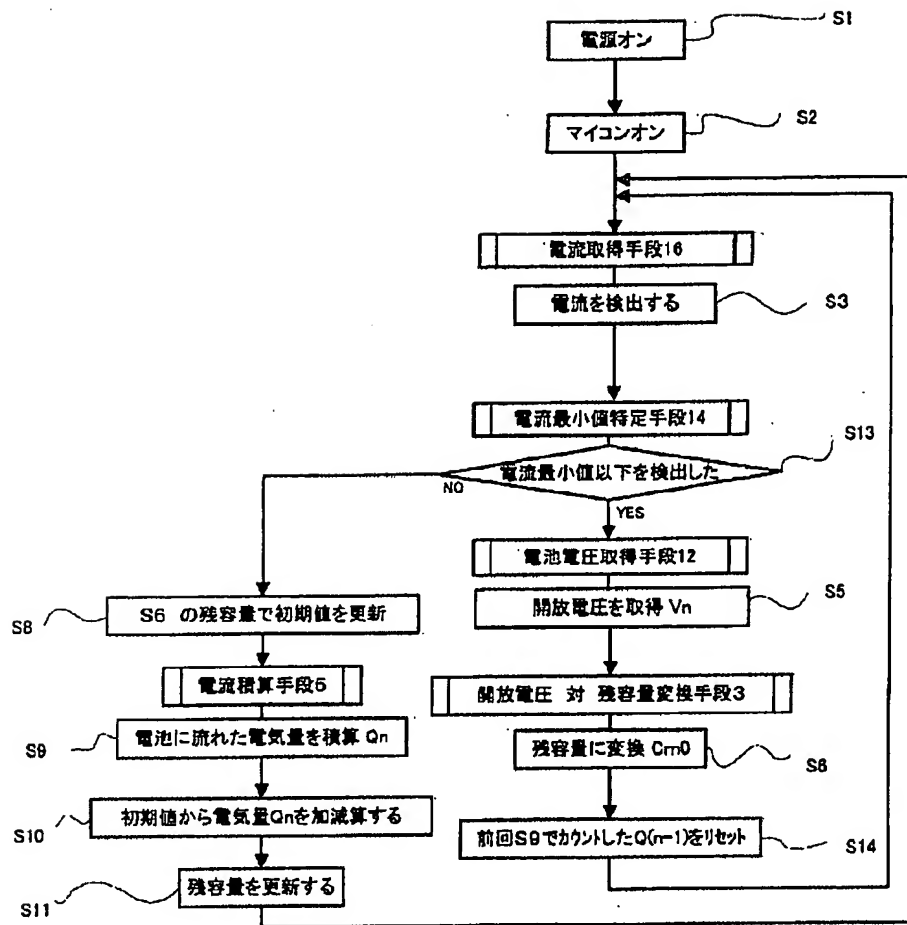 電源オン
S1
マイコンオン
S2
電流取得手段16
電流を検出する
S3
電流最小値特定手段14
電流最小値以下を検出した
S13
NO
YES
電池電圧取得手段12
開放電圧を取得 Vn
S5
S6 の残容量で初期値を更新
S8
電流積算手段5
開放電圧 対 残容量変換手段3
電池に流れた電気量を積算 Qn
S9
残容量に変換 Cm0
S6
初期値から電気量Qnを加減算する
S10
前回S9でカウントしたQ(n-1)をリセット
S14
残容量を更新する
S11